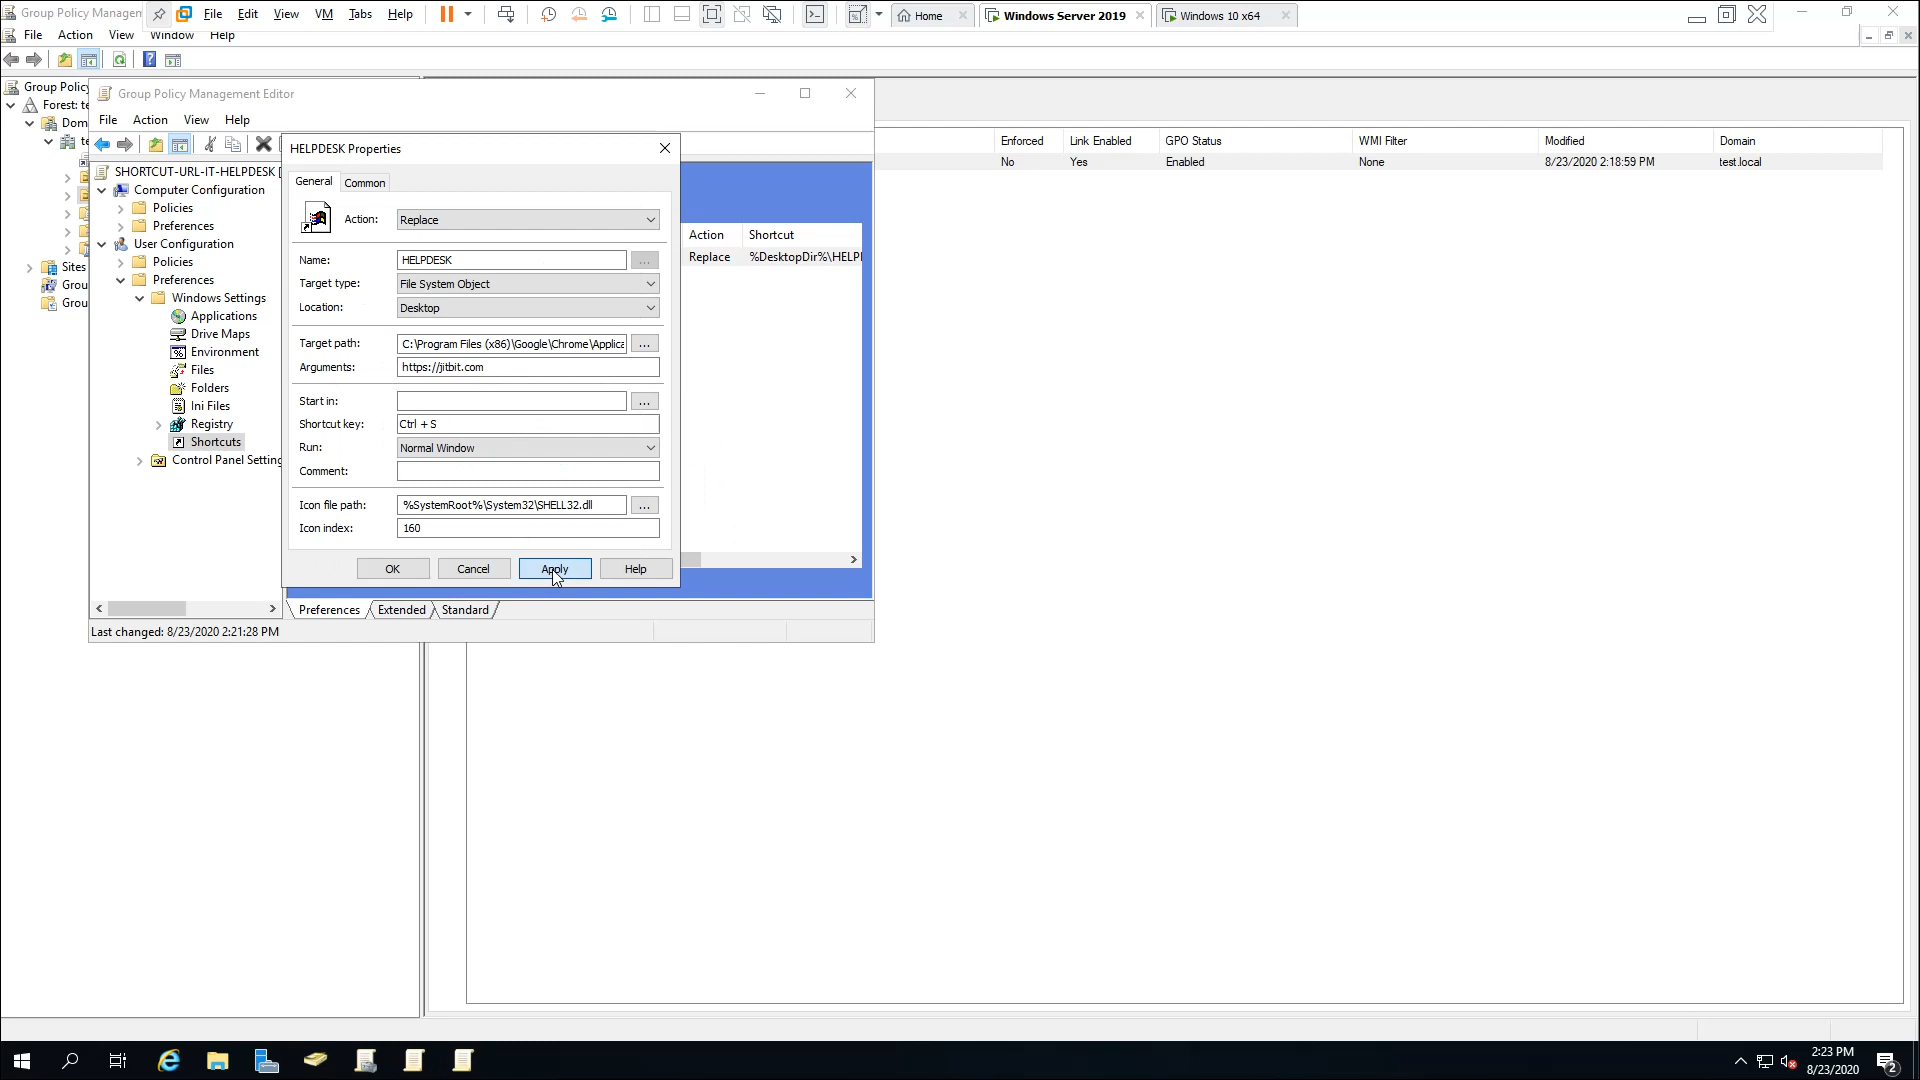 Group Policy Managen
File Edit View VM Tabs Help
Home
Windows Server 2019
Windows 10 x64
File Action View Window Help
Group Policy
Forest: te
Dom
te
Sites
Grou
Grou
Group Policy Management Editor
File Action View Help
SHORTCUT-URL-IT-HELPDESK [
Computer Configuration
Policies
Preferences
User Configuration
Policies
Preferences
Windows Settings
Applications
Drive Maps
Environment
Files
Folders
Ini Files
Registry
Shortcuts
Control Panel Setting
HELPDESK Properties
General Common
Action: Replace
Name: HELPDESK ...
Target type: File System Object
Location: Desktop
Target path: C:\Program Files (x86)\Google\Chrome\Applica ...
Arguments: https://jitbit.com
Start in: ...
Shortcut key: Ctrl + S
Run: Normal Window
Comment:
Icon file path: %SystemRoot%\System32\SHELL32.dll ...
Icon index: 160
OK Cancel Apply Help
Action Shortcut
Replace %DesktopDir%\HELPI
Preferences Extended Standard
Last changed: 8/23/2020 2:21:28 PM
Enforced Link Enabled GPO Status WMI Filter Modified Domain
No Yes Enabled None 8/23/2020 2:18:59 PM test.local
2:23 PM
8/23/2020
2